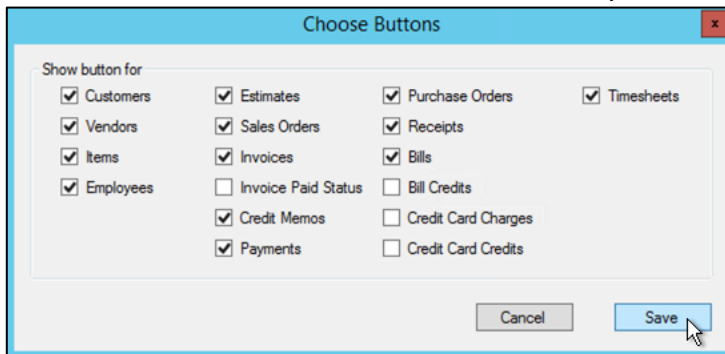 Choose Buttons
x
Show button for
Customers Estimates Purchase Orders Timesheets
Vendors Sales Orders Receipts
Items Invoices Bills
Employees Invoice Paid Status Bill Credits
Credit Memos Credit Card Charges
Payments Credit Card Credits
Cancel Save